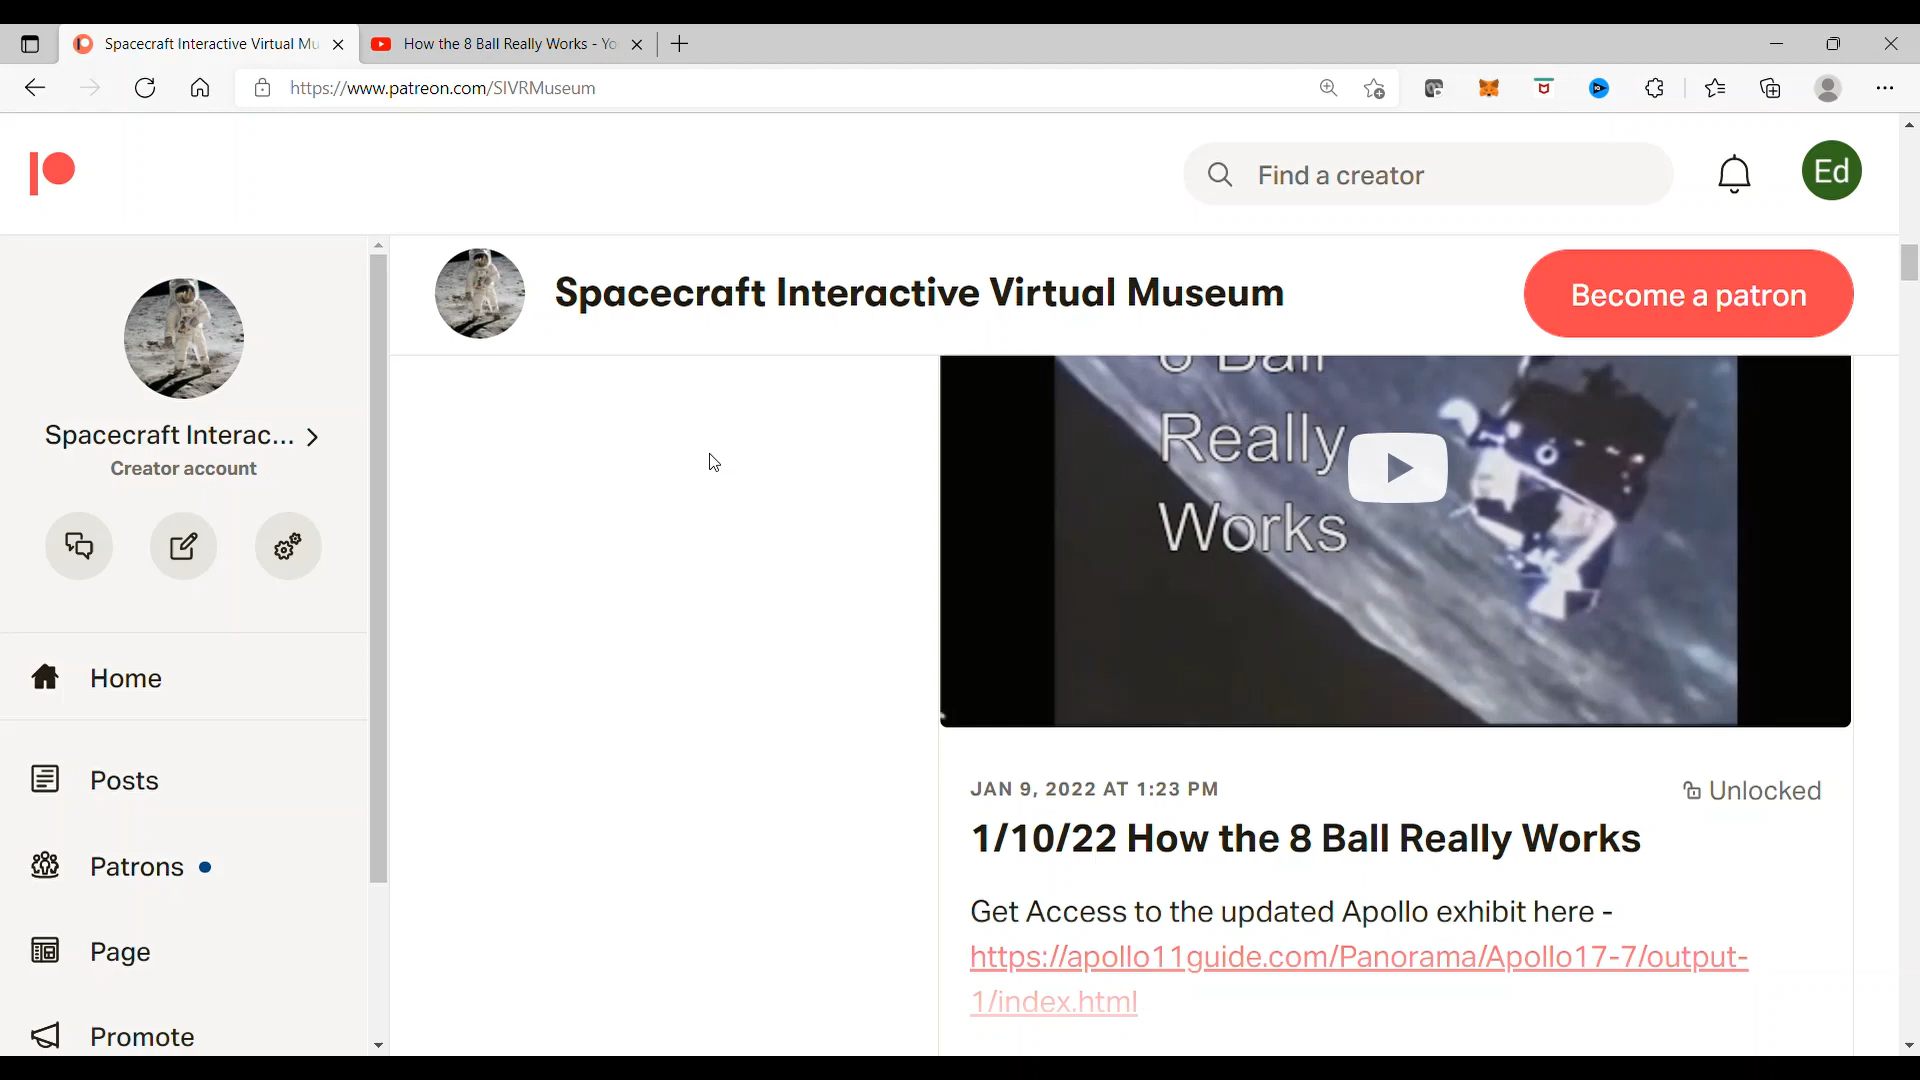 Spacecraft Interactive Virtual Mu
How the 8 Ball Really Works - Yo
https://www.patreon.com/SIVRMuseum
Find a creator
Ed
Spacecraft Interactive Virtual Museum
Become a patron
Spacecraft Interac...
Creator account
Home
Posts
Patrons
Page
Promote
8 Ball
Really
Works
JAN 9, 2022 AT 1:23 PM
Unlocked
1/10/22 How the 8 Ball Really Works
Get Access to the updated Apollo exhibit here -
https://apollo11guide.com/Panorama/Apollo17-7/output-
1/index.html